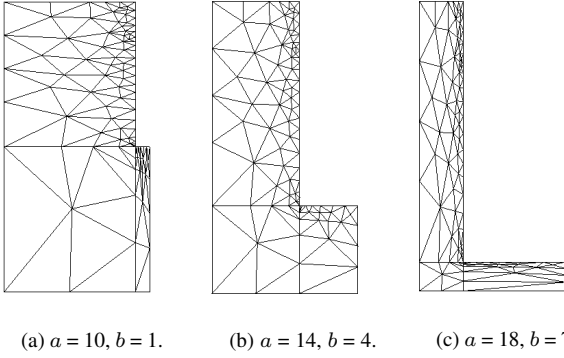 (a) a = 10, b = 1.
(b) a = 14, b = 4.
(c) a = 18, b =